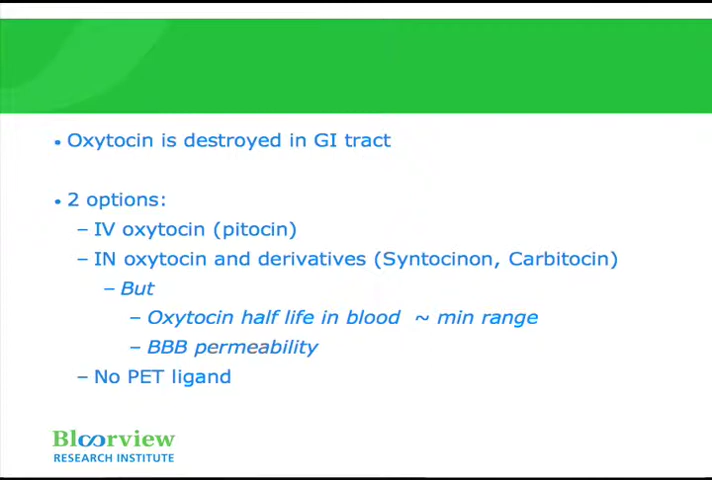 • Oxytocin is destroyed in GI tract
• 2 options:
– IV oxytocin (pitocin)
– IN oxytocin and derivatives (Syntocinon, Carbitocin)
– But
– Oxytocin half life in blood ~ min range
– BBB permeability
– No PET ligand
Bloorview
RESEARCH INSTITUTE